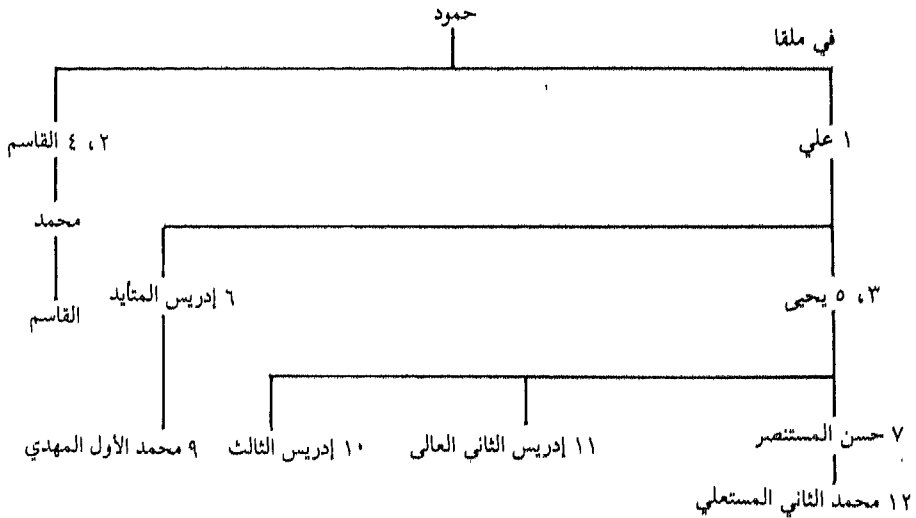 حمود
في ملقا
١ علي
٢، ٤ القاسم
محمد
٣، ٥ يحيى
٦ إدريس المتأيد
القاسم
٧ حسن المستنصر
١١ إدريس الثاني العالى
١٠ إدريس الثالث
٩ محمد الأول المهدي
١٢ محمد الثاني المستعلي